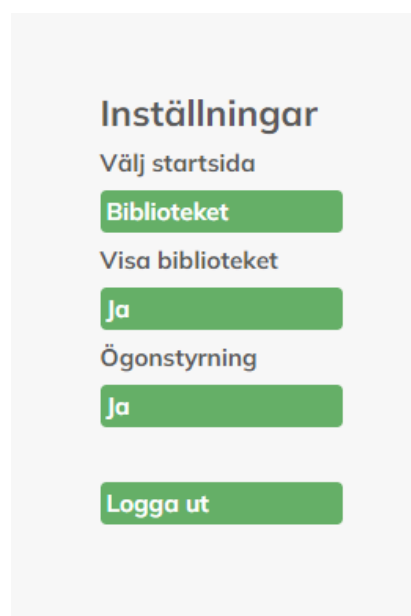 Inställningar
Välj startsida
Biblioteket
Visa biblioteket
Ja
Ögonstyrning
Ja
Logga ut